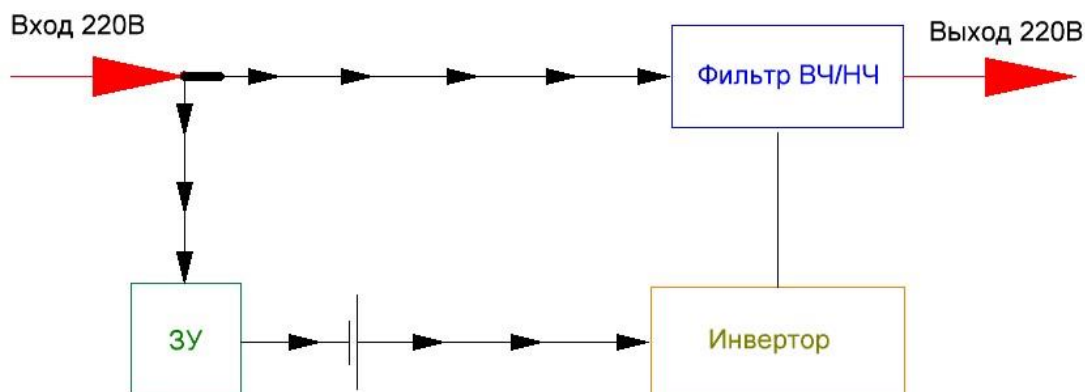 Вход 220В
Выход 220В
Фильтр ВЧ/НЧ
ЗУ
Инвертор